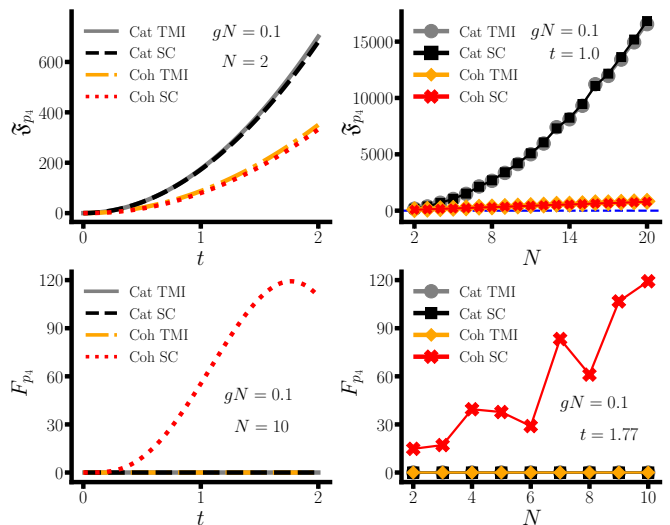 Cat TMI
Cat SC
Coh TMI
Coh SC
gN = 0.1
N = 2
600
400
200
0
𝔉p₄
0
1
2
t
Cat TMI
Cat SC
Coh TMI
Coh SC
gN = 0.1
t = 1.0
15000
10000
5000
0
𝔉p₄
2
8
14
20
N
Cat TMI
Cat SC
Coh TMI
Coh SC
gN = 0.1
N = 10
120
90
60
30
0
Fp₄
0
1
2
t
Cat TMI
Cat SC
Coh TMI
Coh SC
gN = 0.1
t = 1.77
120
90
60
30
0
Fp₄
2
4
6
8
10
N